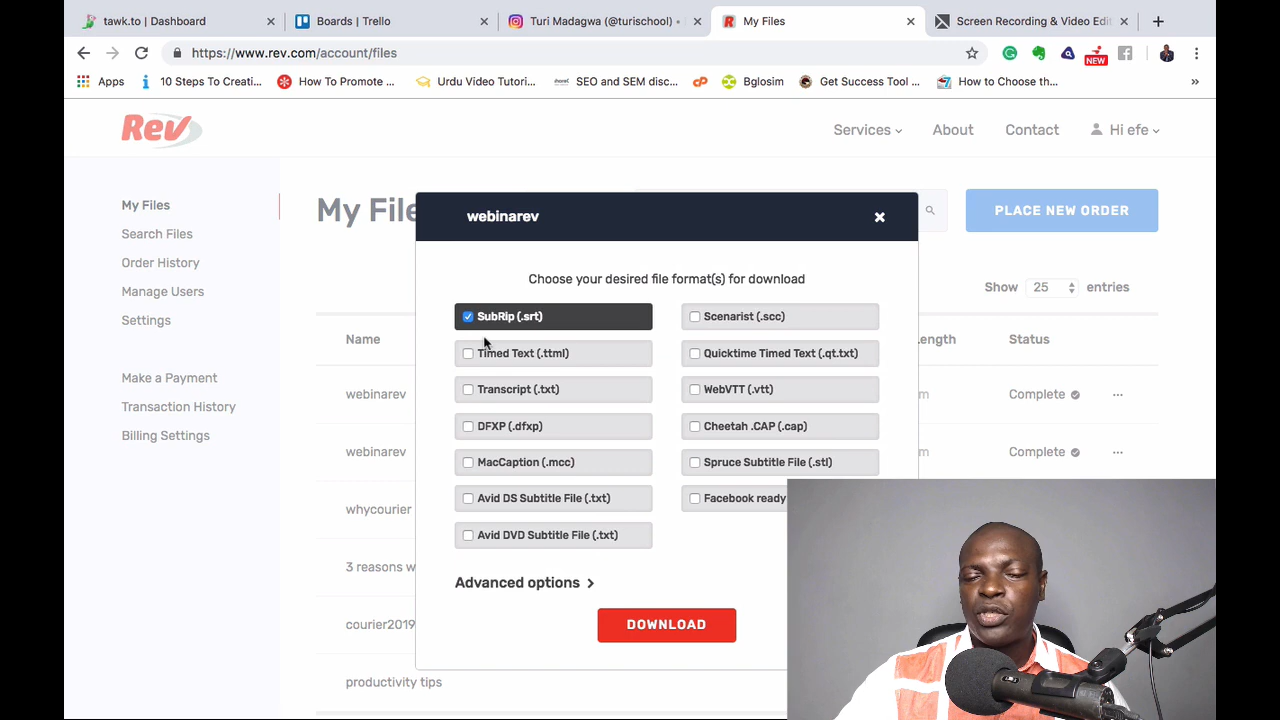 tawk.to | Dashboard
Boards | Trello
Turi Madagwa (@turischool) •
My Files
Screen Recording & Video Edit
https://www.rev.com/account/files
NEW
Apps
10 Steps To Creati...
How To Promote ...
Urdu Video Tutori...
SEO and SEM disc...
cP
Bglosim
Get Success Tool ...
How to Choose th...
»
Rev
Services
About
Contact
Hi efe
My Files
Search Files
Order History
Manage Users
Settings
Make a Payment
Transaction History
Billing Settings
My File
PLACE NEW ORDER
Show 25 entries
Name
ength
Status
webinarev
m
Complete
webinarev
m
Complete
whycourier
3 reasons w
courier2019
productivity tips
webinarev
Choose your desired file format(s) for download
SubRip (.srt)
Scenarist (.scc)
Timed Text (.ttml)
Quicktime Timed Text (.qt.txt)
Transcript (.txt)
WebVTT (.vtt)
DFXP (.dfxp)
Cheetah .CAP (.cap)
MacCaption (.mcc)
Spruce Subtitle File (.stl)
Avid DS Subtitle File (.txt)
Facebook ready
Avid DVD Subtitle File (.txt)
Advanced options
DOWNLOAD